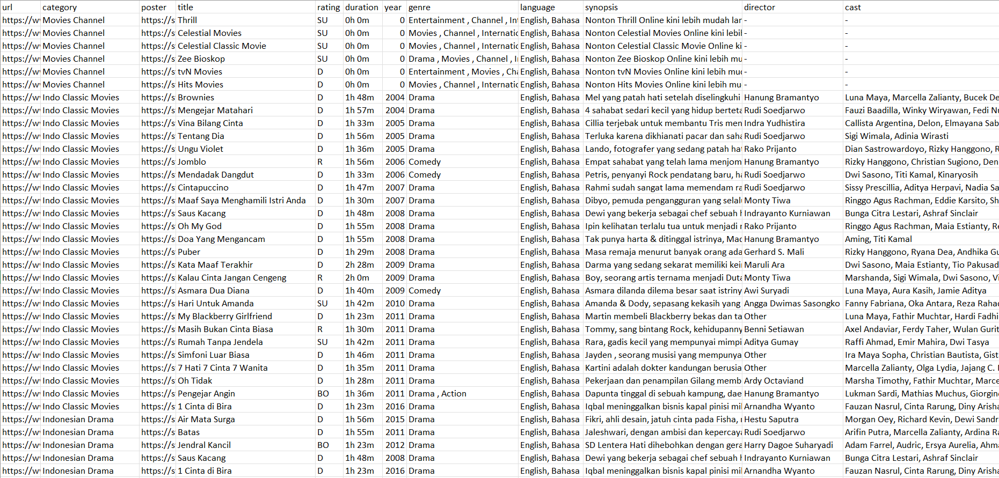 url category poster title rating duration year genre language synopsis director cast
https://w Movies Channel https://s Thrill SU 0h 0m 0 Entertainment , Channel , In English, Bahasa Nonton Thrill Online kini lebih mudah lar - -
https://w Movies Channel https://s Celestial Movies SU 0h 0m 0 Movies , Channel , Internatio English, Bahasa Nonton Celestial Movies Online kini lebil - -
https://w Movies Channel https://s Celestial Classic Movie SU 0h 0m 0 Movies , Channel , Internatio English, Bahasa Nonton Celestial Classic Movie Online ki - -
https://w Movies Channel https://s Zee Bioskop SU 0h 0m 0 Drama , Movies , Channel , I English, Bahasa Nonton Zee Bioskop Online kini lebih mu - -
https://w Movies Channel https://s tvN Movies D 0h 0m 0 Entertainment , Movies , Cha English, Bahasa Nonton tvN Movies Online kini lebih mu - -
https://w Movies Channel https://s Hits Movies D 0h 0m 0 Movies , Channel , Internatio English, Bahasa Nonton Hits Movies Online kini lebih mu - -
https://w Indo Classic Movies https://s Brownies D 1h 48m 2004 Drama English, Bahasa Mel yang patah hati setelah diselingkuhi Hanung Bramantyo Luna Maya, Marcella Zalianty, Bucek De
https://w Indo Classic Movies https://s Mengejar Matahari D 1h 57m 2004 Drama English, Bahasa 4 sahabat sedari kecil yang hidup berteta Rudi Soedjarwo Fauzi Baadilla, Winky Wiryawan, Fedi Nu
https://w Indo Classic Movies https://s Vina Bilang Cinta D 1h 33m 2005 Drama English, Bahasa Cillia terjebak untuk membantu Tris men Indra Yudhistira Callista Argentina, Delon, Elmayana Sab
https://w Indo Classic Movies https://s Tentang Dia D 1h 56m 2005 Drama English, Bahasa Terluka karena dikhianati pacar dan saha Rudi Soedjarwo Sigi Wimala, Adinia Wirasti
https://w Indo Classic Movies https://s Ungu Violet D 1h 36m 2005 Drama English, Bahasa Lando, fotografer yang sedang patah ha Rako Prijanto Dian Sastrowardoyo, Rizky Hanggono, R
https://w Indo Classic Movies https://s Jomblo R 1h 56m 2006 Comedy English, Bahasa Empat sahabat yang telah lama menjom Hanung Bramantyo Rizky Hanggono, Christian Sugiono, Den
https://w Indo Classic Movies https://s Mendadak Dangdut D 1h 33m 2006 Comedy English, Bahasa Petris, penyanyi Rock pendatang baru, ha Rudi Soedjarwo Dwi Sasono, Titi Kamal, Kinaryosih
https://w Indo Classic Movies https://s Cintapuccino D 1h 47m 2007 Drama English, Bahasa Rahmi sudah sangat lama memendam ra Rudi Soedjarwo Sissy Prescillia, Aditya Herpavi, Nadia Sa
https://w Indo Classic Movies https://s Maaf Saya Menghamili Istri Anda D 1h 30m 2007 Drama English, Bahasa Dibyo, pemuda pengangguran yang selal Monty Tiwa Ringgo Agus Rachman, Eddie Karsito, Sh
https://w Indo Classic Movies https://s Saus Kacang D 1h 48m 2008 Drama English, Bahasa Dewi yang bekerja sebagai chef sebuah h Indrayanto Kurniawan Bunga Citra Lestari, Ashraf Sinclair
https://w Indo Classic Movies https://s Oh My God D 1h 55m 2008 Drama English, Bahasa Ipin kelihatan terlalu tua untuk menjadi Rako Prijanto Ringgo Agus Rachman, Maia Estianty, Re
https://w Indo Classic Movies https://s Doa Yang Mengancam D 1h 55m 2008 Drama English, Bahasa Tak punya harta & ditinggal istrinya, Mad Hanung Bramantyo Aming, Titi Kamal
https://w Indo Classic Movies https://s Puber D 1h 29m 2008 Drama English, Bahasa Masa remaja menurut banyak orang ada Gerhard S. Mali Rizky Hanggono, Ryana Dea, Andhika Gu
https://w Indo Classic Movies https://s Kata Maaf Terakhir D 2h 28m 2009 Drama English, Bahasa Darma yang sedang sekarat memiliki kei Maruli Ara Dwi Sasono, Maia Estianty, Tio Pakusad
https://w Indo Classic Movies https://s Kalau Cinta Jangan Cengeng R 2h 0m 2009 Drama English, Bahasa Boy, seorang artis ternama menjadi Duta Monty Tiwa Marshanda, Sigi Wimala, Dwi Sasono, Vi
https://w Indo Classic Movies https://s Asmara Dua Diana D 1h 40m 2009 Comedy English, Bahasa Asmara dilanda dilema besar saat istriny Awi Suryadi Luna Maya, Aura Kasih, Jamie Aditya
https://w Indo Classic Movies https://s Hari Untuk Amanda SU 1h 42m 2010 Drama English, Bahasa Amanda & Dody, sepasang kekasih yang Angga Dwimas Sasongko Fanny Fabriana, Oka Antara, Reza Raha
https://w Indo Classic Movies https://s My Blackberry Girlfriend D 1h 23m 2011 Drama English, Bahasa Martin membeli Blackberry bekas dan ta Other Luna Maya, Fathir Muchtar, Hardi Fadhi
https://w Indo Classic Movies https://s Masih Bukan Cinta Biasa R 1h 30m 2011 Drama English, Bahasa Tommy, sang bintang Rock, kehidupanny Benni Setiawan Axel Andaviar, Ferdy Taher, Wulan Gurit
https://w Indo Classic Movies https://s Rumah Tanpa Jendela SU 1h 42m 2011 Drama English, Bahasa Rara, gadis kecil yang mempunyai mimpi Aditya Gumay Raffi Ahmad, Emir Mahira, Dwi Tasya
https://w Indo Classic Movies https://s Simfoni Luar Biasa D 1h 46m 2011 Drama English, Bahasa Jayden , seorang musisi yang mempunya Other Ira Maya Sopha, Christian Bautista, Gist
https://w Indo Classic Movies https://s 7 Hati 7 Cinta 7 Wanita D 1h 35m 2011 Drama English, Bahasa Kartini adalah dokter kandungan berusia Other Marcella Zalianty, Olga Lydia, Jajang C.
https://w Indo Classic Movies https://s Oh Tidak D 1h 28m 2011 Drama English, Bahasa Pekerjaan dan penampilan Gilang memb Ardy Octaviand Marsha Timothy, Fathir Muchtar, Marce
https://w Indo Classic Movies https://s Pengejar Angin BO 1h 36m 2011 Drama , Action English, Bahasa Dapunta tinggal di sebuah kampung, dae Hanung Bramantyo Lukman Sardi, Mathias Muchus, Giorgin
https://w Indo Classic Movies https://s 1 Cinta di Bira D 1h 23m 2016 Drama English, Bahasa Iqbal meninggalkan bisnis kapal pinisi mil Arnandha Wyanto Fauzan Nasrul, Cinta Rarung, Diny Arisha
https://w Indonesian Drama https://s Air Mata Surga D 1h 56m 2015 Drama English, Bahasa Fikri, ahli desain, jatuh cinta pada Fisha, Hestu Saputra Morgan Oey, Richard Kevin, Dewi Sandr
https://w Indonesian Drama https://s Batas D 1h 55m 2011 Drama English, Bahasa Jaleshwari, dengan ambisi dan kepercaya Rudi Soedjarwo Arifin Putra, Marcella Zalianty, Ardina Ra
https://w Indonesian Drama https://s Jendral Kancil BO 1h 23m 2012 Drama English, Bahasa SD Lentera Hati dihebohkan dengan gera Harry Dagoe Suharyadi Adam Farrel, Audric, Ersya Aurelia, Ahma
https://w Indonesian Drama https://s Saus Kacang D 1h 48m 2008 Drama English, Bahasa Dewi yang bekerja sebagai chef sebuah h Indrayanto Kurniawan Bunga Citra Lestari, Ashraf Sinclair
https://w Indonesian Drama https://s 1 Cinta di Bira D 1h 23m 2016 Drama English, Bahasa Iqbal meninggalkan bisnis kapal pinisi mil Arnandha Wyanto Fauzan Nasrul, Cinta Rarung, Diny Arisha